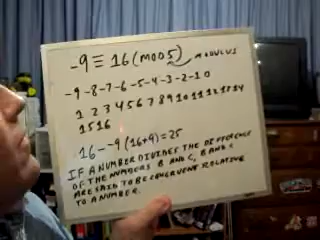 -9 ≡ 16 (MOD 5) MODULUS
-9 -8 -7 -6 -5 -4 -3 -2 -1 0
1 2 3 4 5 6 7 8 9 10 11 12 13 14
15 16
16 - -9 (16+9) = 25
IF A NUMBER DIVIDES THE DIFFERENCE
OF THE NUMBERS B AND C, B AND C
ARE SAID TO BE CONGRUENT RELATIVE
TO A NUMBER.